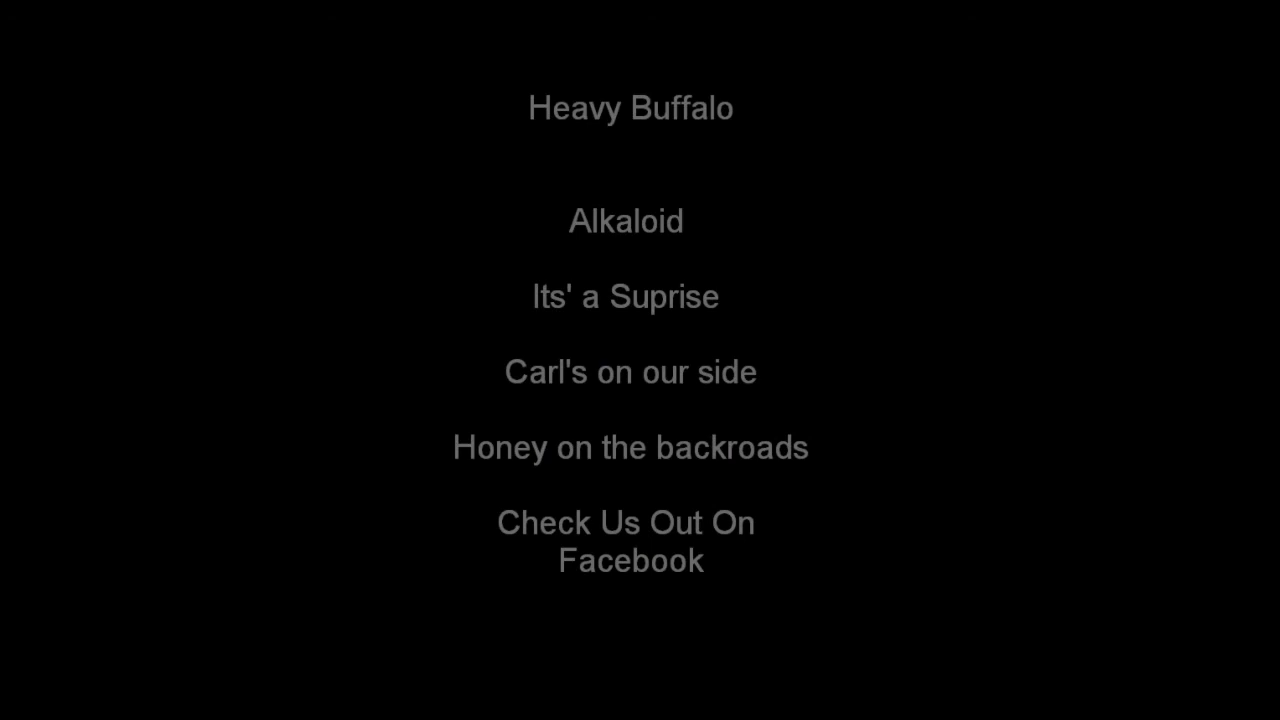 Heavy Buffalo
Alkaloid
Its' a Suprise
Carl's on our side
Honey on the backroads
Check Us Out On
Facebook